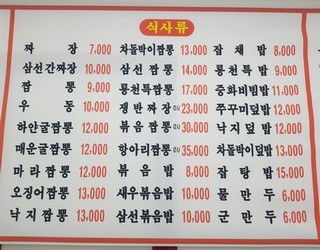 식사류
짜 장 7,000 차돌박이짬뽕 13,000 잡 채 밥 8,000
삼선간짜장 10,000 삼선 짬뽕 14,000 룡천특밥 9,000
짬 뽕 9,000 룡천특짬뽕 17,000 중화비빔밥 11,000
우 동 10,000 쟁반짜장 23,000 쭈꾸미덮밥 12,000
하얀굴짬뽕 12,000 볶음짬뽕 30,000 낙지덮밥 12,000
매운굴짬뽕 12,000 항아리짬뽕 35,000 차돌박이덮밥 13,000
마라짬뽕 12,000 볶 음 밥 8,000 잡 탕 밥 15,000
오징어짬뽕 13,000 새우볶음밥 10,000 물 만 두 6,000
낙지짬뽕 13,000 삼선볶음밥 10,000 군 만 두 6,000